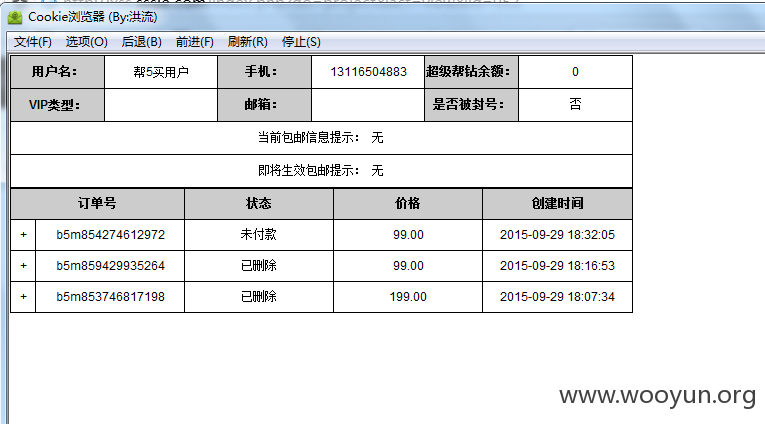 Cookie浏览器 (By:洪流)
文件(F) 选项(O) 后退(B) 前进(F) 刷新(R) 停止(S)
用户名： 帮5买用户 手机： 13116504883 超级帮钻余额： 0
VIP类型： 邮箱： 是否被封号： 否
当前包邮信息提示： 无
即将生效包邮提示： 无
订单号 状态 价格 创建时间
+ b5m854274612972 未付款 99.00 2015-09-29 18:32:05
+ b5m859429935264 已删除 99.00 2015-09-29 18:16:53
+ b5m853746817198 已删除 199.00 2015-09-29 18:07:34
www.wooyun.org